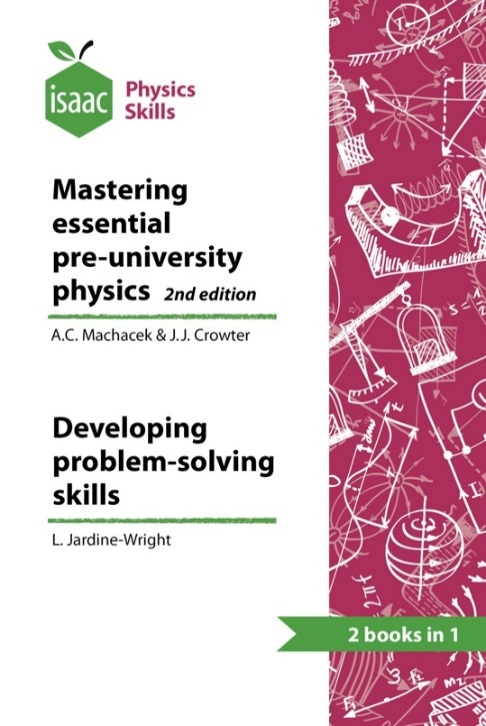 isaac
Physics
Skills
Mastering
essential
pre-university
physics 2nd edition
A.C. Machacek & J.J. Crowter
Developing
problem-solving
skills
L. Jardine-Wright
2 books in 1